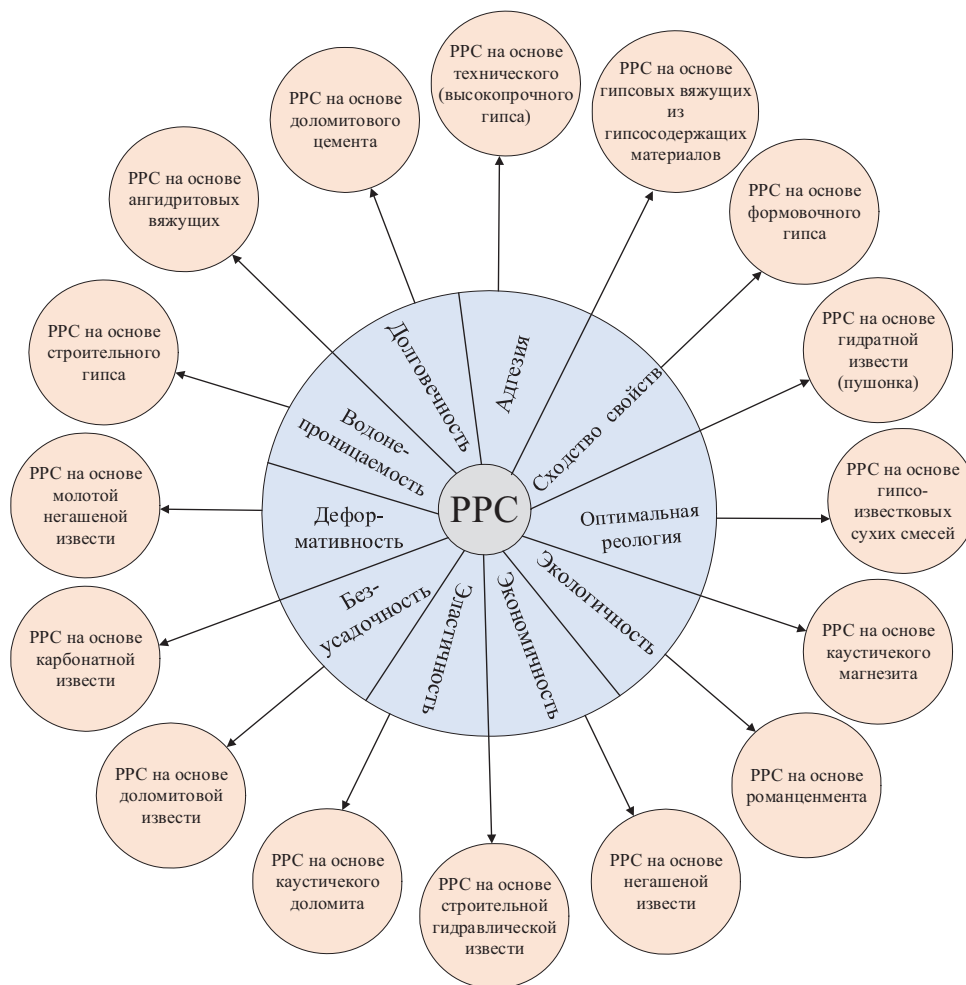 РРС на основе
технического
(высокопрочного
гипса)
РРС на основе
гипсовых вяжущих
из
гипсосодержащих
материалов
РРС на основе
формовочного
гипса
РРС на основе
гидратной
извести
(пушонка)
РРС на основе
гипсо-
известковых
сухих смесей
РРС на основе
каустичекого
магнезита
РРС на основе
романценмента
РРС на основе
негашеной
извести
РРС на основе
строительной
гидравлической
извести
РРС на основе
каустичекого
доломита
РРС на основе
доломитовой
извести
РРС на основе
карбонатной
извести
РРС на основе
молотой
негашеной
извести
РРС на основе
строительного
гипса
РРС на основе
ангидритовых
вяжущих
РРС на основе
доломитового
цемента
Адгезия
Сходство свойств
Оптимальная
реология
Экологичность
Экономичность
Эластичность
Без-
усадочность
Дефор-
мативность
Водоне-
проницаемость
Долговечность
РРС